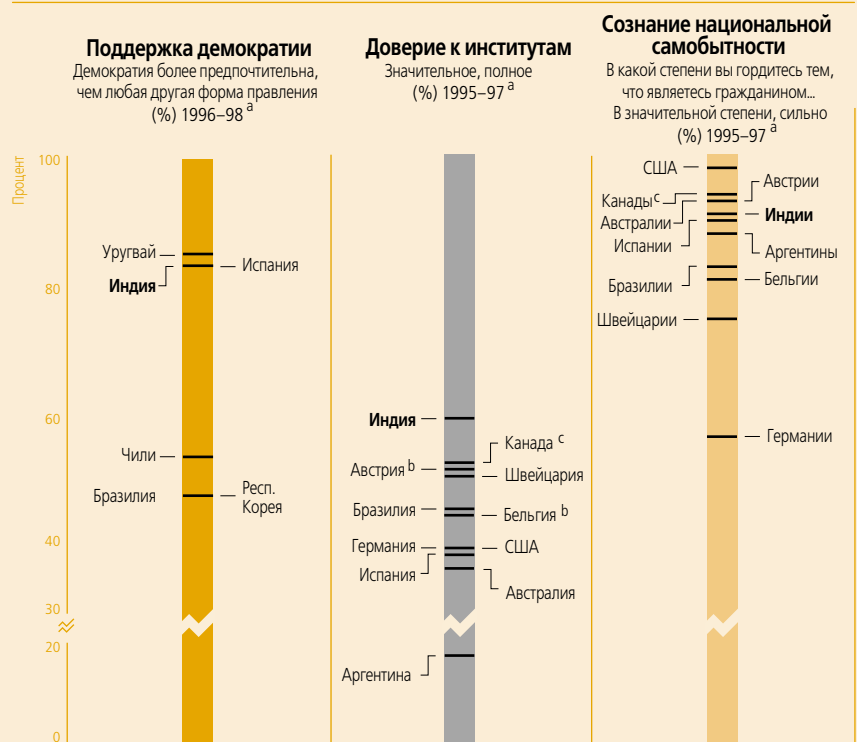 Поддержка демократии
Демократия более предпочтительна,
чем любая другая форма правления
(%) 1996–98 a
Доверие к институтам
Значительное, полное
(%) 1995–97 a
Сознание национальной
самобытности
В какой степени вы гордитесь тем,
что являетесь гражданином...
В значительной степени, сильно
(%) 1995–97 a
Процент
100
80
60
40
30
20
0
Уругвай
Индия
Испания
Чили
Бразилия
Респ.
Корея
Индия
Канада c
Австрия b
Швейцария
Бразилия
Бельгия b
Германия
США
Испания
Австралия
Аргентина
США
Австрии
Канады c
Индии
Австралии
Испании
Аргентины
Бразилии
Бельгии
Швейцарии
Германии